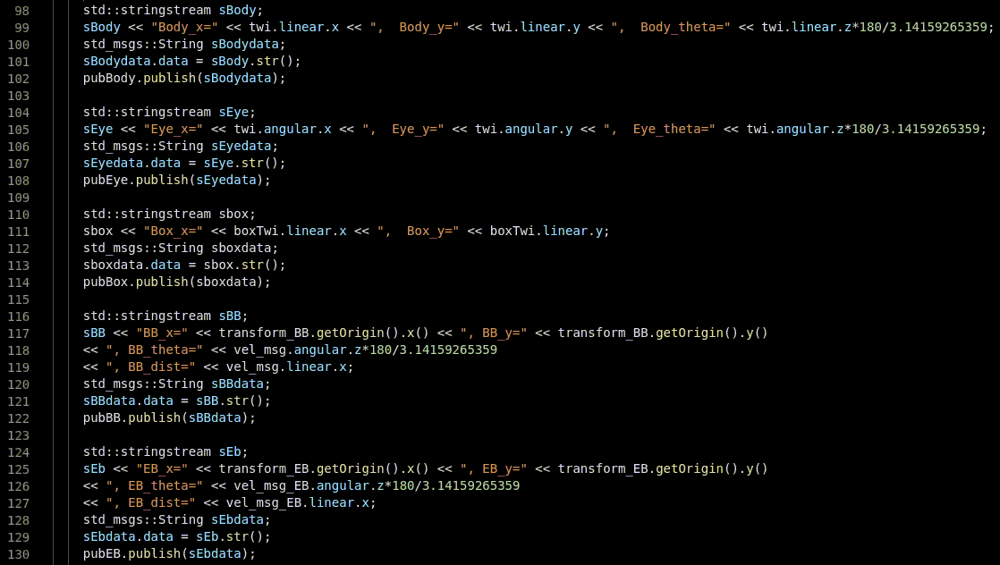 98 std::stringstream sBody;
99 sBody << "Body_x=" << twi.linear.x << ",  Body_y=" << twi.linear.y << ",  Body_theta=" << twi.linear.z*180/3.14159265359;
100 std_msgs::String sBodydata;
101 sBodydata.data = sBody.str();
102 pubBody.publish(sBodydata);
103
104 std::stringstream sEye;
105 sEye << "Eye_x=" << twi.angular.x << ",  Eye_y=" << twi.angular.y << ",  Eye_theta=" << twi.angular.z*180/3.14159265359;
106 std_msgs::String sEyedata;
107 sEyedata.data = sEye.str();
108 pubEye.publish(sEyedata);
109
110 std::stringstream sbox;
111 sbox << "Box_x=" << boxTwi.linear.x << ",  Box_y=" << boxTwi.linear.y;
112 std_msgs::String sboxdata;
113 sboxdata.data = sbox.str();
114 pubBox.publish(sboxdata);
115
116 std::stringstream sBB;
117 sBB << "BB_x=" << transform_BB.getOrigin().x() << ", BB_y=" << transform_BB.getOrigin().y()
118 << ", BB_theta=" << vel_msg.angular.z*180/3.14159265359
119 << ", BB_dist=" << vel_msg.linear.x;
120 std_msgs::String sBBdata;
121 sBBdata.data = sBB.str();
122 pubBB.publish(sBBdata);
123
124 std::stringstream sEb;
125 sEb << "EB_x=" << transform_EB.getOrigin().x() << ", EB_y=" << transform_EB.getOrigin().y()
126 << ", EB_theta=" << vel_msg_EB.angular.z*180/3.14159265359
127 << ", EB_dist=" << vel_msg_EB.linear.x;
128 std_msgs::String sEbdata;
129 sEbdata.data = sEb.str();
130 pubEB.publish(sEbdata);